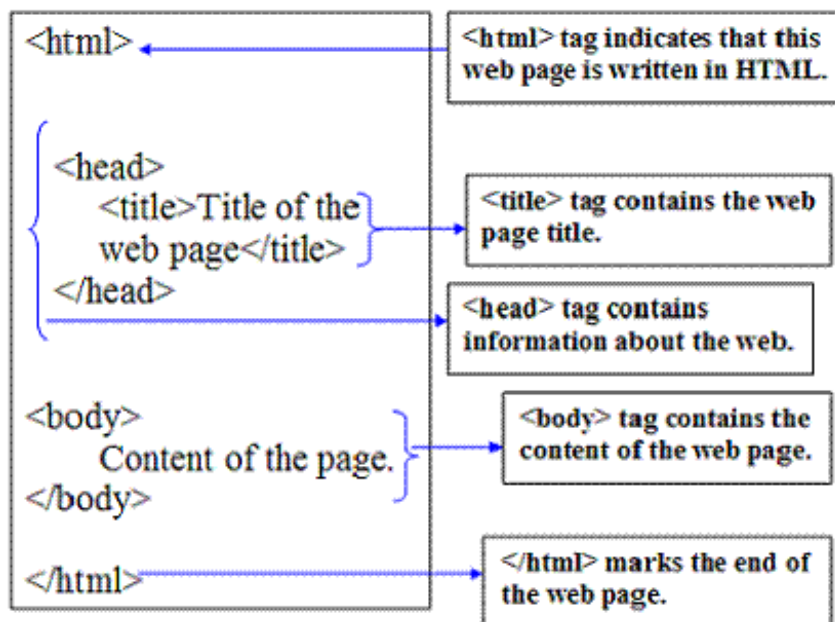 <html>
<html> tag indicates that this
web page is written in HTML.
<head>
<title>Title of the
web page</title>
</head>
<title> tag contains the web
page title.
<head> tag contains
information about the web.
<body>
Content of the page.
</body>
<body> tag contains the
content of the web page.
</html>
</html> marks the end of
the web page.